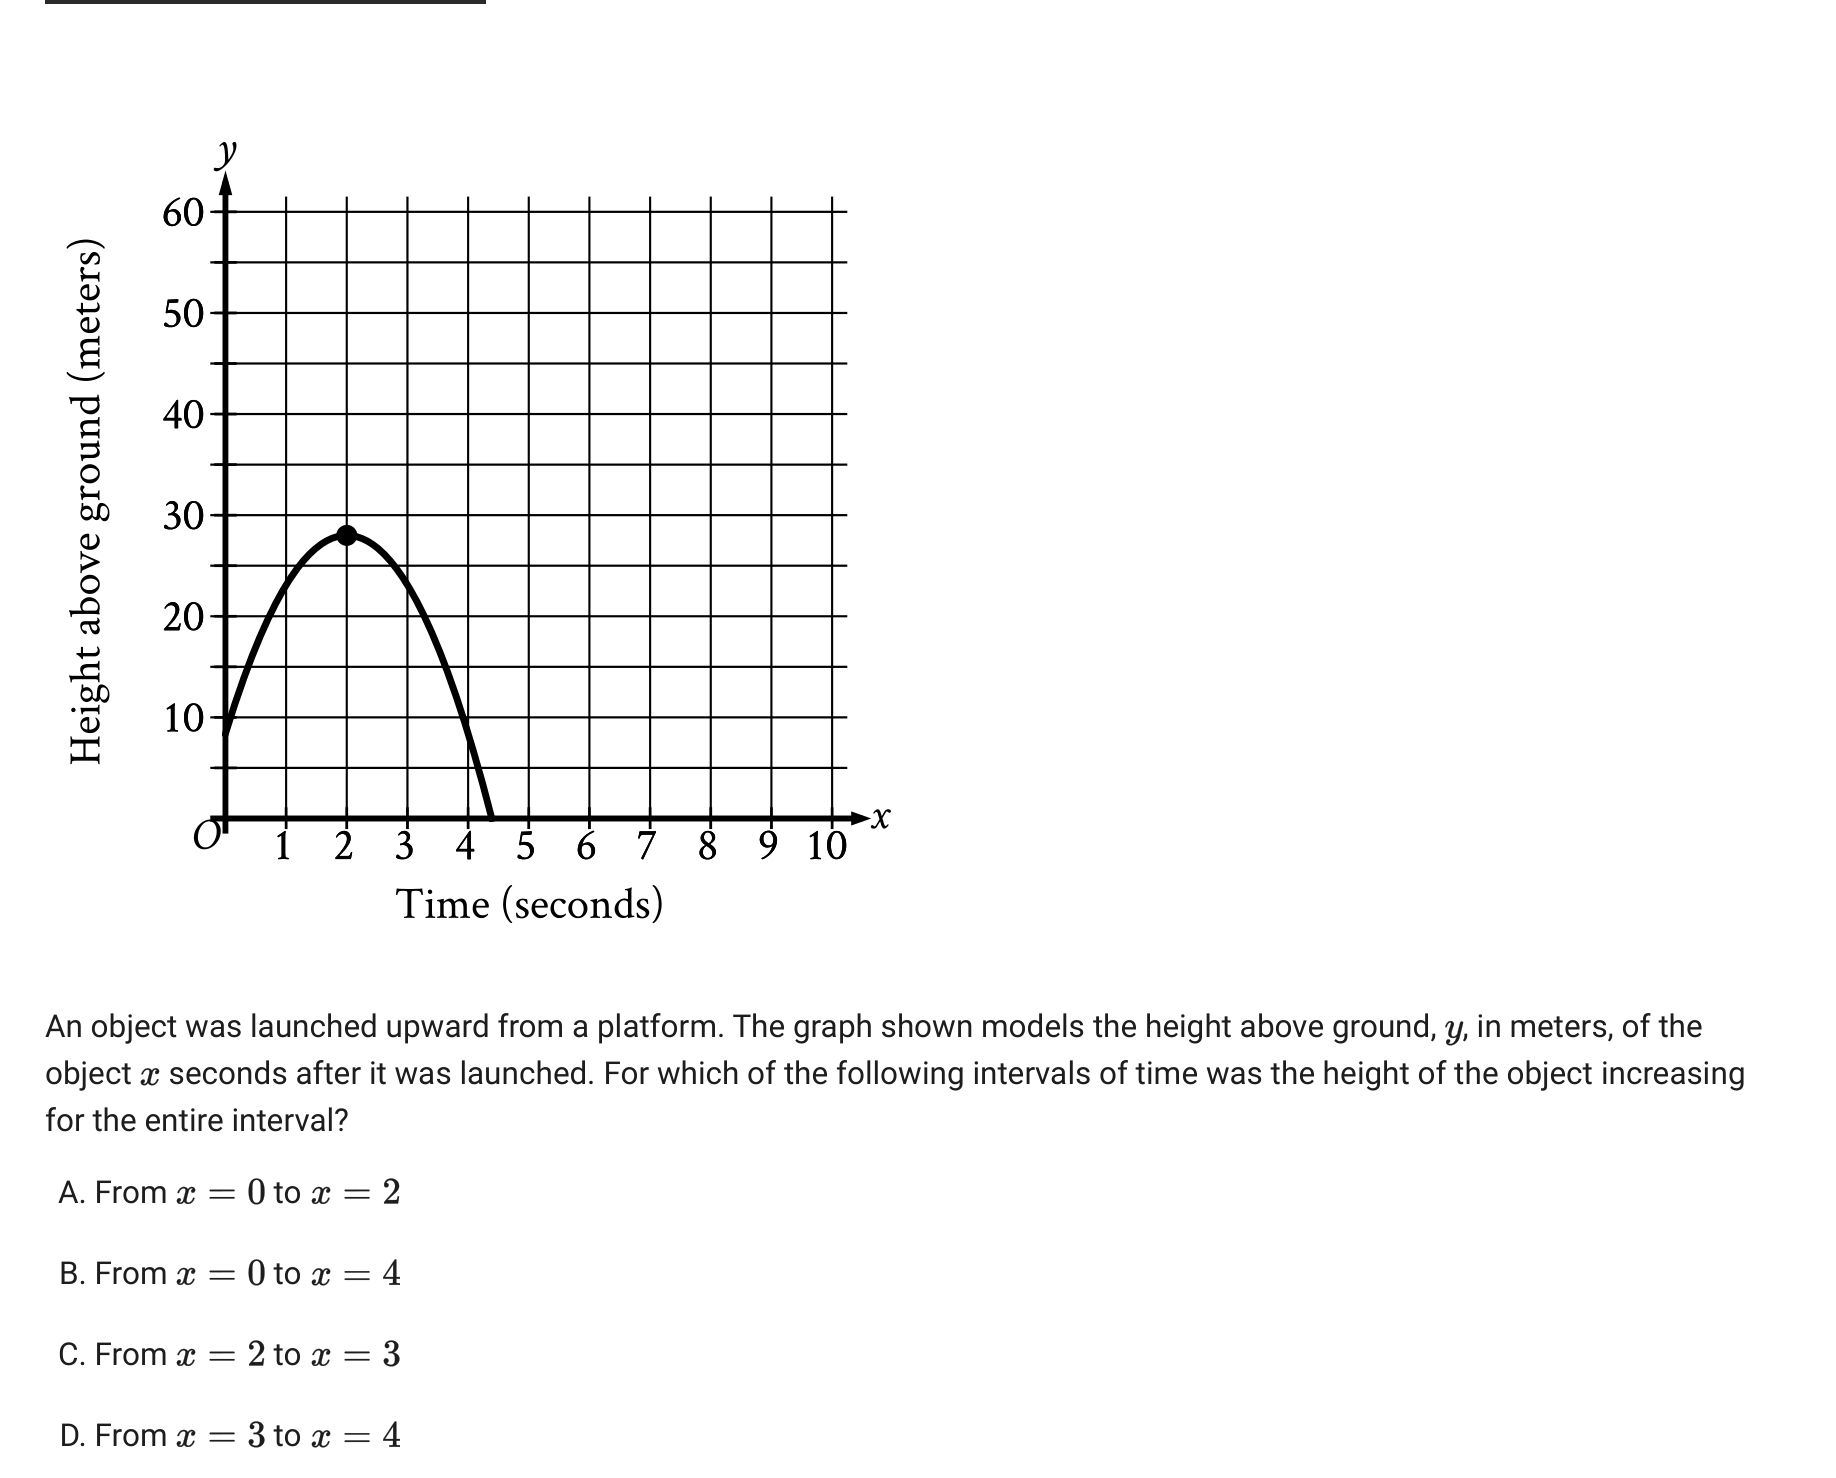 y
60
50
40
30
20
10
Height above ground (meters)
O
1 2 3 4 5 6 7 8 9 10
x
Time (seconds)
An object was launched upward from a platform. The graph shown models the height above ground, y, in meters, of the
object x seconds after it was launched. For which of the following intervals of time was the height of the object increasing
for the entire interval?
A. From x = 0 to x = 2
B. From x = 0 to x = 4
C. From x = 2 to x = 3
D. From x = 3 to x = 4